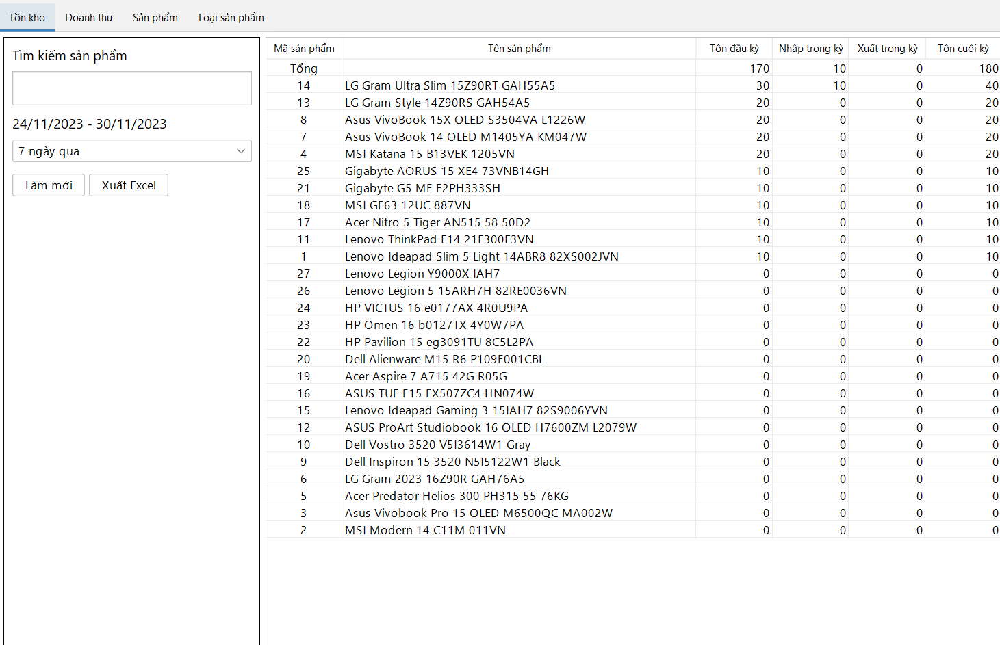 Tồn kho Doanh thu Sản phẩm Loại sản phẩm
Tìm kiếm sản phẩm
24/11/2023 - 30/11/2023
7 ngày qua
Làm mới Xuất Excel
Mã sản phẩm Tên sản phẩm Tồn đầu kỳ Nhập trong kỳ Xuất trong kỳ Tồn cuối kỳ
Tổng 170 10 0 180
14 LG Gram Ultra Slim 15Z90RT GAH55A5 30 10 0 40
13 LG Gram Style 14Z90RS GAH54A5 20 0 0 20
8 Asus VivoBook 15X OLED S3504VA L1226W 20 0 0 20
7 Asus VivoBook 14 OLED M1405YA KM047W 20 0 0 20
4 MSI Katana 15 B13VEK 1205VN 20 0 0 20
25 Gigabyte AORUS 15 XE4 73VNB14GH 10 0 0 10
21 Gigabyte G5 MF F2PH333SH 10 0 0 10
18 MSI GF63 12UC 887VN 10 0 0 10
17 Acer Nitro 5 Tiger AN515 58 50D2 10 0 0 10
11 Lenovo ThinkPad E14 21E300E3VN 10 0 0 10
1 Lenovo Ideapad Slim 5 Light 14ABR8 82XS002JVN 10 0 0 10
27 Lenovo Legion Y9000X IAH7 0 0 0 0
26 Lenovo Legion 5 15ARH7H 82RE0036VN 0 0 0 0
24 HP VICTUS 16 e0177AX 4R0U9PA 0 0 0 0
23 HP Omen 16 b0127TX 4Y0W7PA 0 0 0 0
22 HP Pavilion 15 eg3091TU 8C5L2PA 0 0 0 0
20 Dell Alienware M15 R6 P109F001CBL 0 0 0 0
19 Acer Aspire 7 A715 42G R05G 0 0 0 0
16 ASUS TUF F15 FX507ZC4 HN074W 0 0 0 0
15 Lenovo Ideapad Gaming 3 15IAH7 82S9006YVN 0 0 0 0
12 ASUS ProArt Studiobook 16 OLED H7600ZM L2079W 0 0 0 0
10 Dell Vostro 3520 V5I3614W1 Gray 0 0 0 0
9 Dell Inspiron 15 3520 N5I5122W1 Black 0 0 0 0
6 LG Gram 2023 16Z90R GAH76A5 0 0 0 0
5 Acer Predator Helios 300 PH315 55 76KG 0 0 0 0
3 Asus Vivobook Pro 15 OLED M6500QC MA002W 0 0 0 0
2 MSI Modern 14 C11M 011VN 0 0 0 0